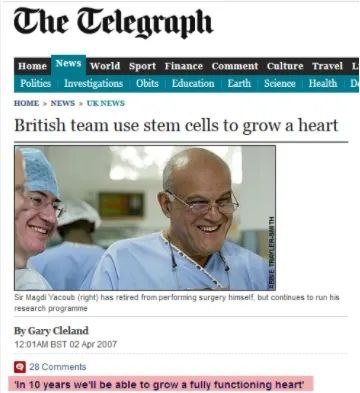 The Telegraph
Home News World Sport Finance Comment Culture Travel L
Politics Investigations Obits Education Earth Science Health D
HOME » NEWS » UK NEWS
British team use stem cells to grow a heart
EDDIE TRAYLER-SMITH
Sir Magdi Yacoub (right) has retired from performing surgery himself, but continues to run his
research programme
By Gary Cleland
12:01AM BST 02 Apr 2007
28 Comments
'In 10 years we'll be able to grow a fully functioning heart'